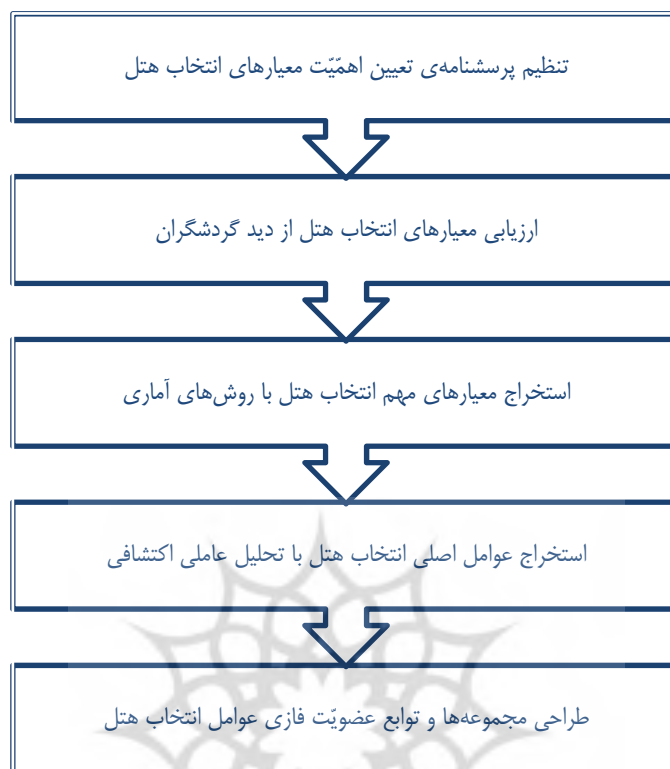 تنظیم پرسشنامه‌ی تعیین اهمّیّت معیارهای انتخاب هتل
ارزیابی معیارهای انتخاب هتل از دید گردشگران
استخراج معیارهای مهم انتخاب هتل با روش‌های آماری
استخراج عوامل اصلی انتخاب هتل با تحلیل عاملی اکتشافی
طراحی مجموعه‌ها و توابع عضویّت فازی عوامل انتخاب هتل